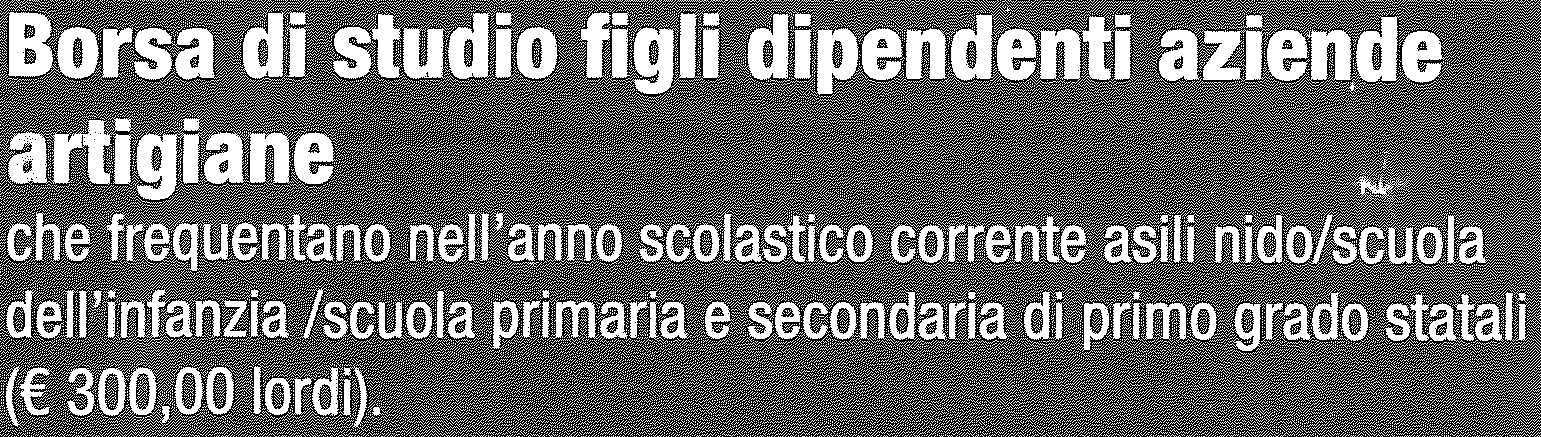 Borsa di studio figli dipendenti aziende
artigiane
che frequentano nell'anno scolastico corrente asili nido/scuola
dell'infanzia /scuola primaria e secondaria di primo grado statali
(€ 300,00 lordi).